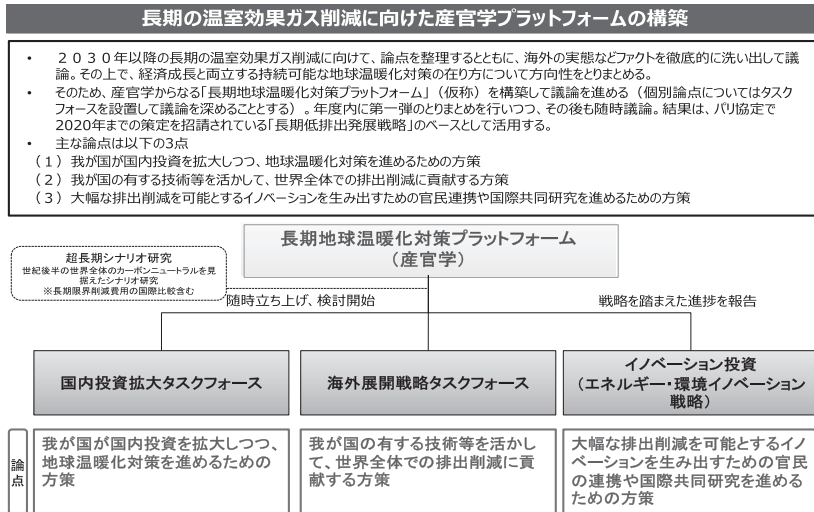 長期の温室効果ガス削減に向けた産官学プラットフォームの構築
• ２０３０年以降の長期の温室効果ガス削減に向けて、論点を整理するとともに、海外の実態などファクトを徹底的に洗い出して議
論。その上で、経済成長と両立する持続可能な地球温暖化対策の在り方について方向性をとりまとめる。
• そのため、産官学からなる「長期地球温暖化対策プラットフォーム」（仮称）を構築して議論を進める（個別論点についてはタスク
フォースを設置して議論を深めることとする）。年度内に第一弾のとりまとめを行いつつ、その後も随時議論。結果は、パリ協定で
2020年までの策定を招請されている「長期低排出発展戦略」のベースとして活用する。
• 主な論点は以下の3点
（１）我が国が国内投資を拡大しつつ、地球温暖化対策を進めるための方策
（２）我が国の有する技術等を活かして、世界全体での排出削減に貢献する方策
（３）大幅な排出削減を可能とするイノベーションを生み出すための官民連携や国際共同研究を進めるための方策
長期地球温暖化対策プラットフォーム
（産官学）
超長期シナリオ研究
世紀後半の世界全体のカーボンニュートラルを見
据えたシナリオ研究
※長期限界削減費用の国際比較含む
随時立ち上げ、検討開始
戦略を踏まえた進捗を報告
国内投資拡大タスクフォース
海外展開戦略タスクフォース
イノベーション投資
（エネルギー・環境イノベーション
戦略）
論点
我が国が国内投資を拡大しつつ、
地球温暖化対策を進めるための
方策
我が国の有する技術等を活かし
て、世界全体での排出削減に貢
献する方策
大幅な排出削減を可能とするイノ
ベーションを生み出すための官民
の連携や国際共同研究を進める
ための方策